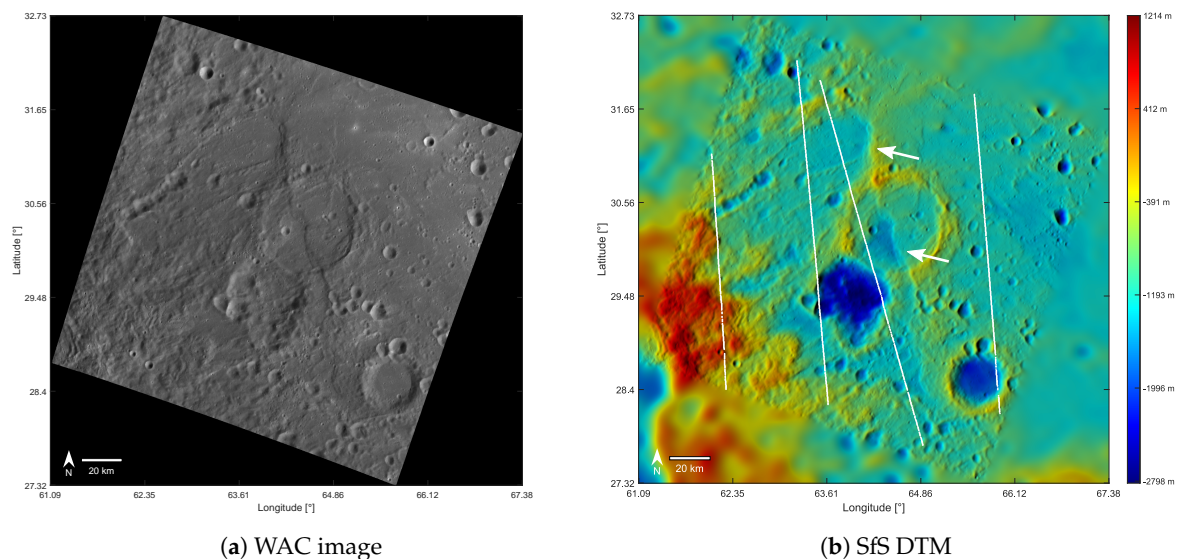 32.73
31.65
30.56
29.48
28.4
27.32
Latitude [°]
N
20 km
61.09 62.35 63.61 64.86 66.12 67.38
Longitude [°]
(a) WAC image
32.73
31.65
30.56
29.48
28.4
27.32
Latitude [°]
N
20 km
61.09 62.35 63.61 64.86 66.12 67.38
Longitude [°]
1214 m
412 m
-391 m
-1193 m
-1996 m
-2798 m
(b) SfS DTM